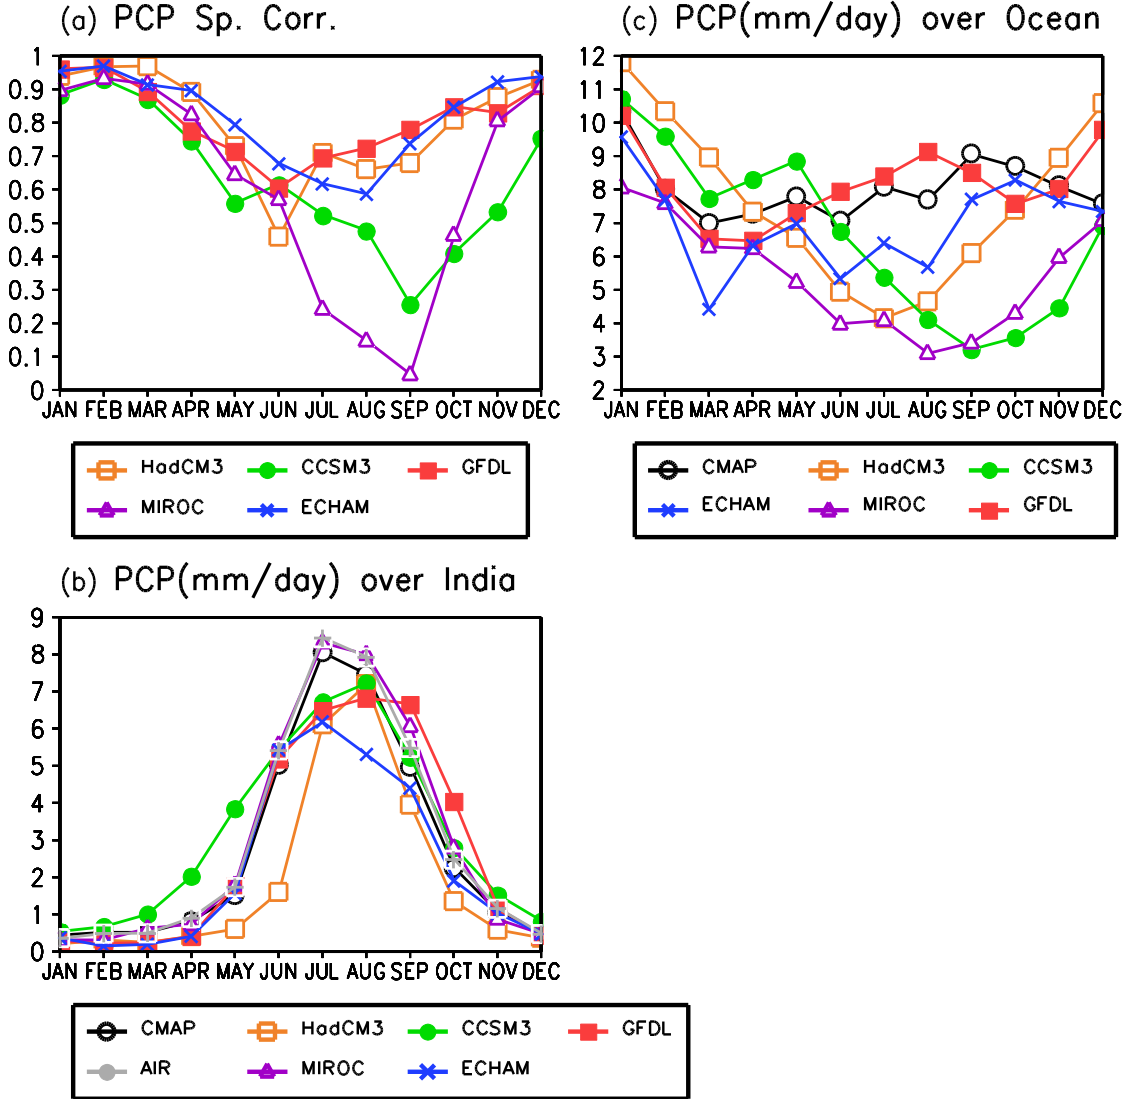 (a) PCP Sp. Corr.
1
0.9
0.8
0.7
0.6
0.5
0.4
0.3
0.2
0.1
0
JAN FEB MAR APR MAY JUN JUL AUG SEP OCT NOV DEC
HadCM3 CCSM3 GFDL
MIROC ECHAM
(c) PCP(mm/day) over Ocean
12
11
10
9
8
7
6
5
4
3
2
JAN FEB MAR APR MAY JUN JUL AUG SEP OCT NOV DEC
CMAP HadCM3 CCSM3
ECHAM MIROC GFDL
(b) PCP(mm/day) over India
9
8
7
6
5
4
3
2
1
0
JAN FEB MAR APR MAY JUN JUL AUG SEP OCT NOV DEC
CMAP HadCM3 CCSM3 GFDL
AIR MIROC ECHAM